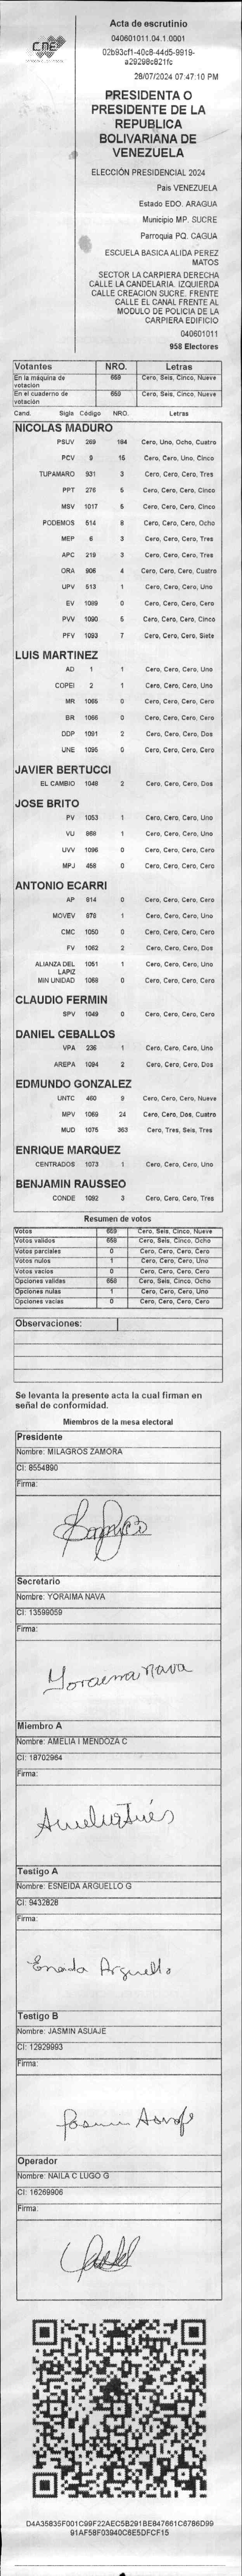 CNE
Acta de escrutinio
040601011.04.1.0001
02b93cf1-40c8-44d5-9919-
a29298c821fc
28/07/2024 07:47:10 PM
PRESIDENTA O
PRESIDENTE DE LA
REPUBLICA
BOLIVARIANA DE
VENEZUELA
ELECCIÓN PRESIDENCIAL 2024
Pais VENEZUELA
Estado EDO. ARAGUA
Municipio MP. SUCRE
Parroquia PQ. CAGUA
ESCUELA BASICA ALIDA PEREZ
MATOS
SECTOR LA CARPIERA DERECHA
CALLE LA CANDELARIA. IZQUIERDA
CALLE CREACION SUCRE. FRENTE
CALLE EL CANAL FRENTE AL
MODULO DE POLICIA DE LA
CARPIERA EDIFICIO
040601011
958 Electores
Votantes NRO. Letras
En la máquina de votación 659 Cero, Seis, Cinco, Nueve
En el cuaderno de votación 659 Cero, Seis, Cinco, Nueve
Cand. Sigla Código NRO. Letras
NICOLAS MADURO
PSUV 269 184 Cero, Uno, Ocho, Cuatro
PCV 9 15 Cero, Cero, Uno, Cinco
TUPAMARO 931 3 Cero, Cero, Cero, Tres
PPT 276 5 Cero, Cero, Cero, Cinco
MSV 1017 5 Cero, Cero, Cero, Cinco
PODEMOS 514 8 Cero, Cero, Cero, Ocho
MEP 6 3 Cero, Cero, Cero, Tres
APC 219 3 Cero, Cero, Cero, Tres
ORA 906 4 Cero, Cero, Cero, Cuatro
UPV 513 1 Cero, Cero, Cero, Uno
EV 1089 0 Cero, Cero, Cero, Cero
PVV 1090 5 Cero, Cero, Cero, Cinco
PFV 1093 7 Cero, Cero, Cero, Siete
LUIS MARTINEZ
AD 1 1 Cero, Cero, Cero, Uno
COPEI 2 1 Cero, Cero, Cero, Uno
MR 1065 0 Cero, Cero, Cero, Cero
BR 1066 0 Cero, Cero, Cero, Cero
DDP 1091 2 Cero, Cero, Cero, Dos
UNE 1095 0 Cero, Cero, Cero, Cero
JAVIER BERTUCCI
EL CAMBIO 1048 2 Cero, Cero, Cero, Dos
JOSE BRITO
PV 1053 1 Cero, Cero, Cero, Uno
VU 868 1 Cero, Cero, Cero, Uno
UVV 1096 0 Cero, Cero, Cero, Cero
MPJ 458 0 Cero, Cero, Cero, Cero
ANTONIO ECARRI
AP 814 0 Cero, Cero, Cero, Cero
MOVEV 878 1 Cero, Cero, Cero, Uno
CMC 1050 0 Cero, Cero, Cero, Cero
FV 1062 2 Cero, Cero, Cero, Dos
ALIANZA DEL LAPIZ 1051 1 Cero, Cero, Cero, Uno
MIN UNIDAD 1068 0 Cero, Cero, Cero, Cero
CLAUDIO FERMIN
SPV 1049 0 Cero, Cero, Cero, Cero
DANIEL CEBALLOS
VPA 236 1 Cero, Cero, Cero, Uno
AREPA 1094 2 Cero, Cero, Cero, Dos
EDMUNDO GONZALEZ
UNTC 460 9 Cero, Cero, Cero, Nueve
MPV 1069 24 Cero, Cero, Dos, Cuatro
MUD 1075 363 Cero, Tres, Seis, Tres
ENRIQUE MARQUEZ
CENTRADOS 1073 1 Cero, Cero, Cero, Uno
BENJAMIN RAUSSEO
CONDE 1092 3 Cero, Cero, Cero, Tres
Resumen de votos
Votos 659 Cero, Seis, Cinco, Nueve
Votos validos 658 Cero, Seis, Cinco, Ocho
Votos parciales 0 Cero, Cero, Cero, Cero
Votos nulos 1 Cero, Cero, Cero, Uno
Votos vacios 0 Cero, Cero, Cero, Cero
Opciones validas 658 Cero, Seis, Cinco, Ocho
Opciones nulas 1 Cero, Cero, Cero, Uno
Opciones vacias 0 Cero, Cero, Cero, Cero
Observaciones:
Se levanta la presente acta la cual firman en
señal de conformidad.
Miembros de la mesa electoral
Presidente
Nombre: MILAGROS ZAMORA
CI: 8554890
Firma:
Secretario
Nombre: YORAIMA NAVA
CI: 13599059
Firma:
Yoraima Nava
Miembro A
Nombre: AMELIA I MENDOZA C
CI: 18702964
Firma:
Testigo A
Nombre: ESNEIDA ARGUELLO G
CI: 9432828
Firma:
Testigo B
Nombre: JASMIN ASUAJE
CI: 12929993
Firma:
Operador
Nombre: NAILA C LUGO G
CI: 16269906
Firma:
D4A35835F001C99F22AEC5B291BE847661C6786D99
91AF58F03940C6E5DFCF15